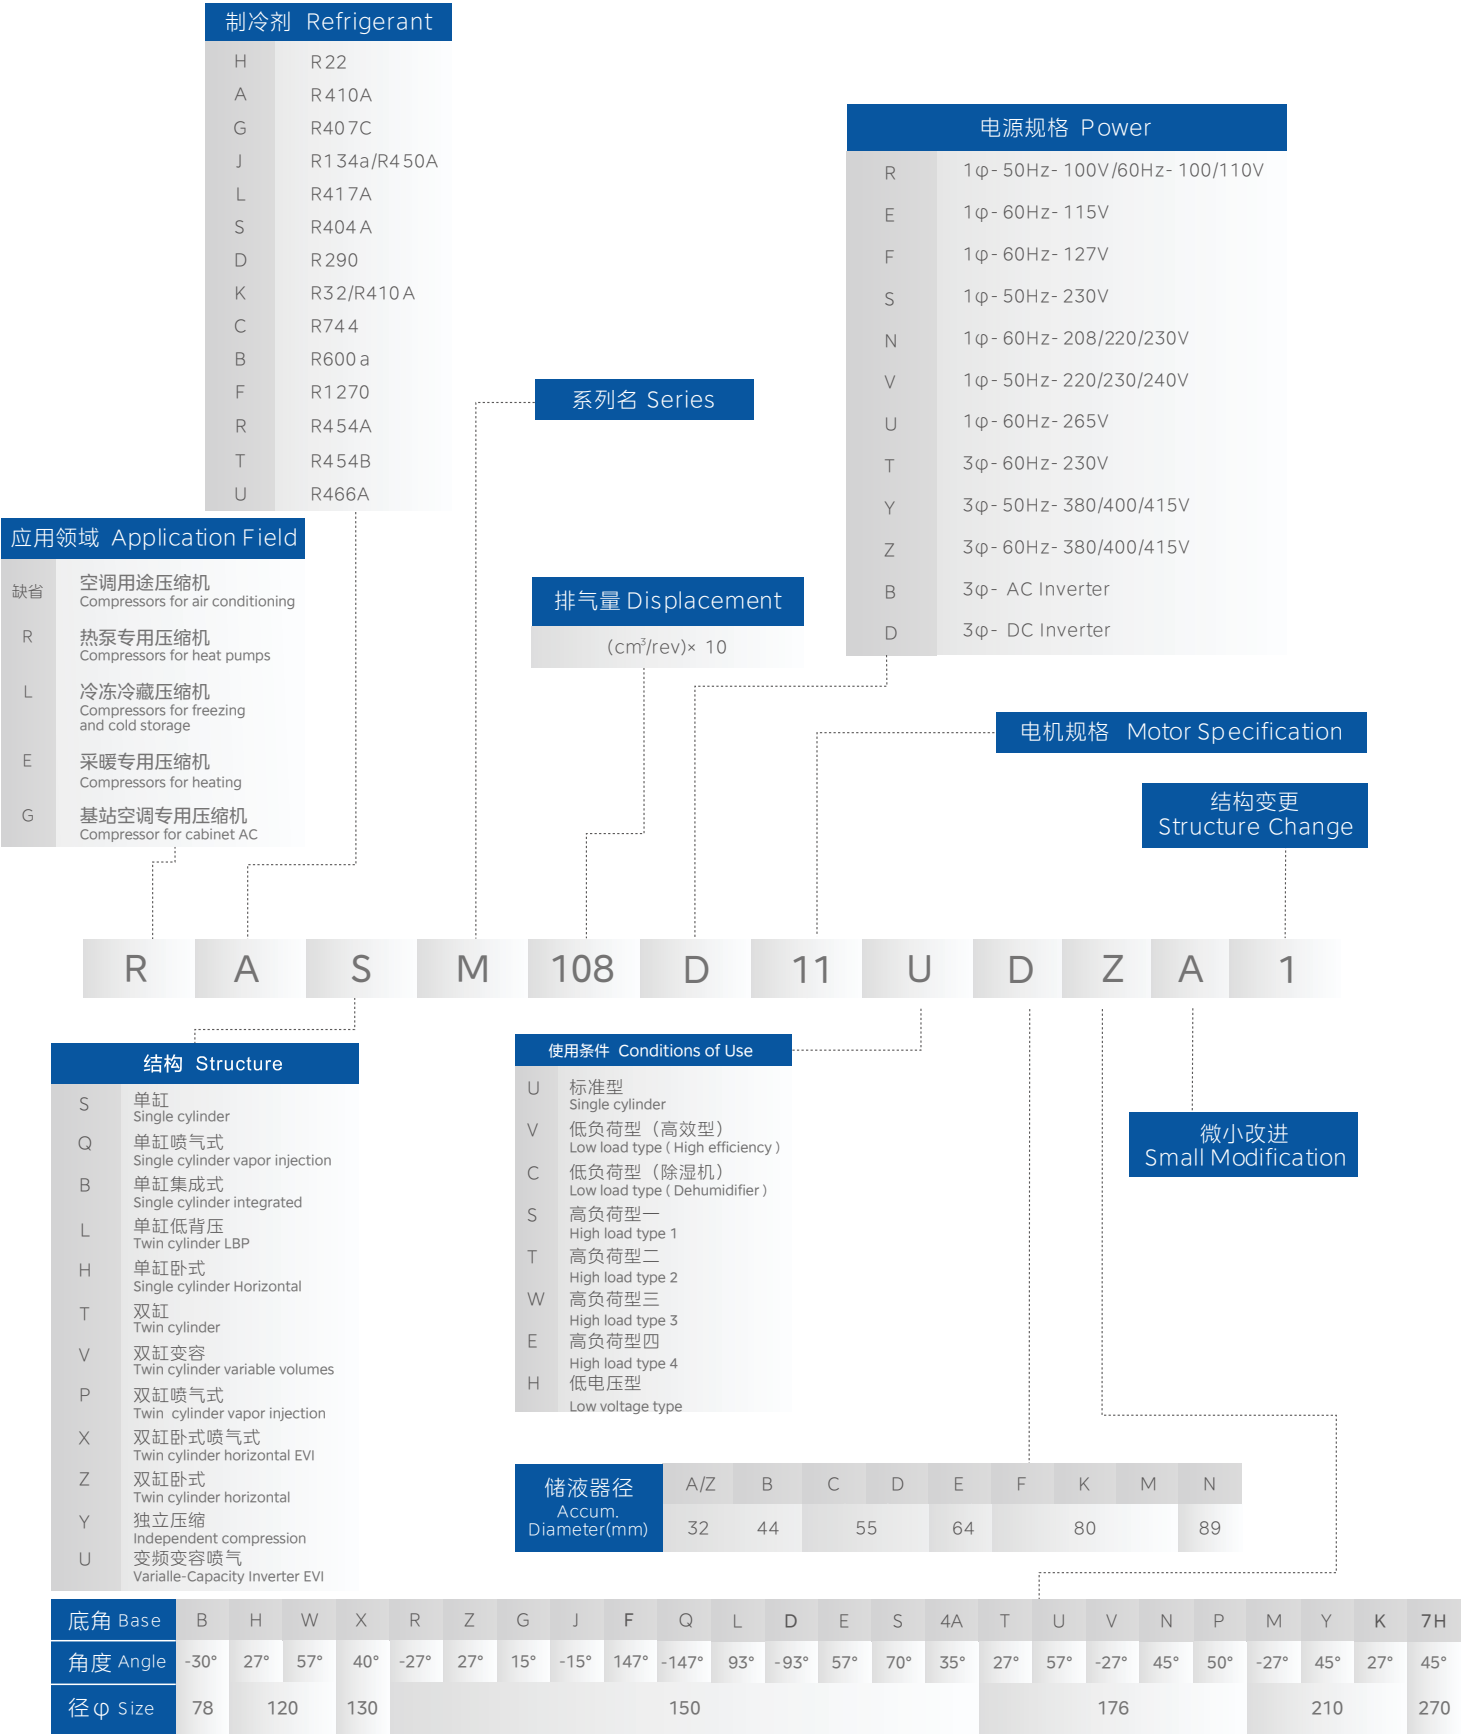 制冷剂 Refrigerant
H R22
A R410A
G R407C
J R134a/R450A
L R417A
S R404A
D R290
K R32/R410A
C R744
B R600a
F R1270
R R454A
T R454B
U R466A
电源规格 Power
R 1φ-50Hz-100V/60Hz-100/110V
E 1φ-60Hz-115V
F 1φ-60Hz-127V
S 1φ-50Hz-230V
N 1φ-60Hz-208/220/230V
V 1φ-50Hz-220/230/240V
U 1φ-60Hz-265V
T 3φ-60Hz-230V
Y 3φ-50Hz-380/400/415V
Z 3φ-60Hz-380/400/415V
B 3φ- AC Inverter
D 3φ- DC Inverter
系列名 Series
应用领域 Application Field
缺省 空调用途压缩机
Compressors for air conditioning
R 热泵专用压缩机
Compressors for heat pumps
L 冷冻冷藏压缩机
Compressors for freezing
and cold storage
E 采暖专用压缩机
Compressors for heating
G 基站空调专用压缩机
Compressor for cabinet AC
排气量 Displacement
(cm³/rev)× 10
电机规格 Motor Specification
结构变更
Structure Change
R A S M 108 D 11 U D Z A 1
结构 Structure
S 单缸
Single cylinder
Q 单缸喷气式
Single cylinder vapor injection
B 单缸集成式
Single cylinder integrated
L 单缸低背压
Twin cylinder LBP
H 单缸卧式
Single cylinder Horizontal
T 双缸
Twin cylinder
V 双缸变容
Twin cylinder variable volumes
P 双缸喷气式
Twin cylinder vapor injection
X 双缸卧式喷气式
Twin cylinder horizontal EVI
Z 双缸卧式
Twin cylinder horizontal
Y 独立压缩
Independent compression
U 变频变容喷气
Varialle-Capacity Inverter EVI
使用条件 Conditions of Use
U 标准型
Single cylinder
V 低负荷型（高效型）
Low load type ( High efficiency )
C 低负荷型（除湿机）
Low load type ( Dehumidifier )
S 高负荷型一
High load type 1
T 高负荷型二
High load type 2
W 高负荷型三
High load type 3
E 高负荷型四
High load type 4
H 低电压型
Low voltage type
微小改进
Small Modification
储液器径
Accum.
Diameter(mm)
A/Z B C D E F K M N
32 44 55 64 80 89
底角 Base B H W X R Z G J F Q L D E S 4A T U V N P M Y K 7H
角度 Angle -30° 27° 57° 40° -27° 27° 15° -15° 147° -147° 93° -93° 57° 70° 35° 27° 57° -27° 45° 50° -27° 45° 27° 45°
径φ Size 78 120 130 150 176 210 270